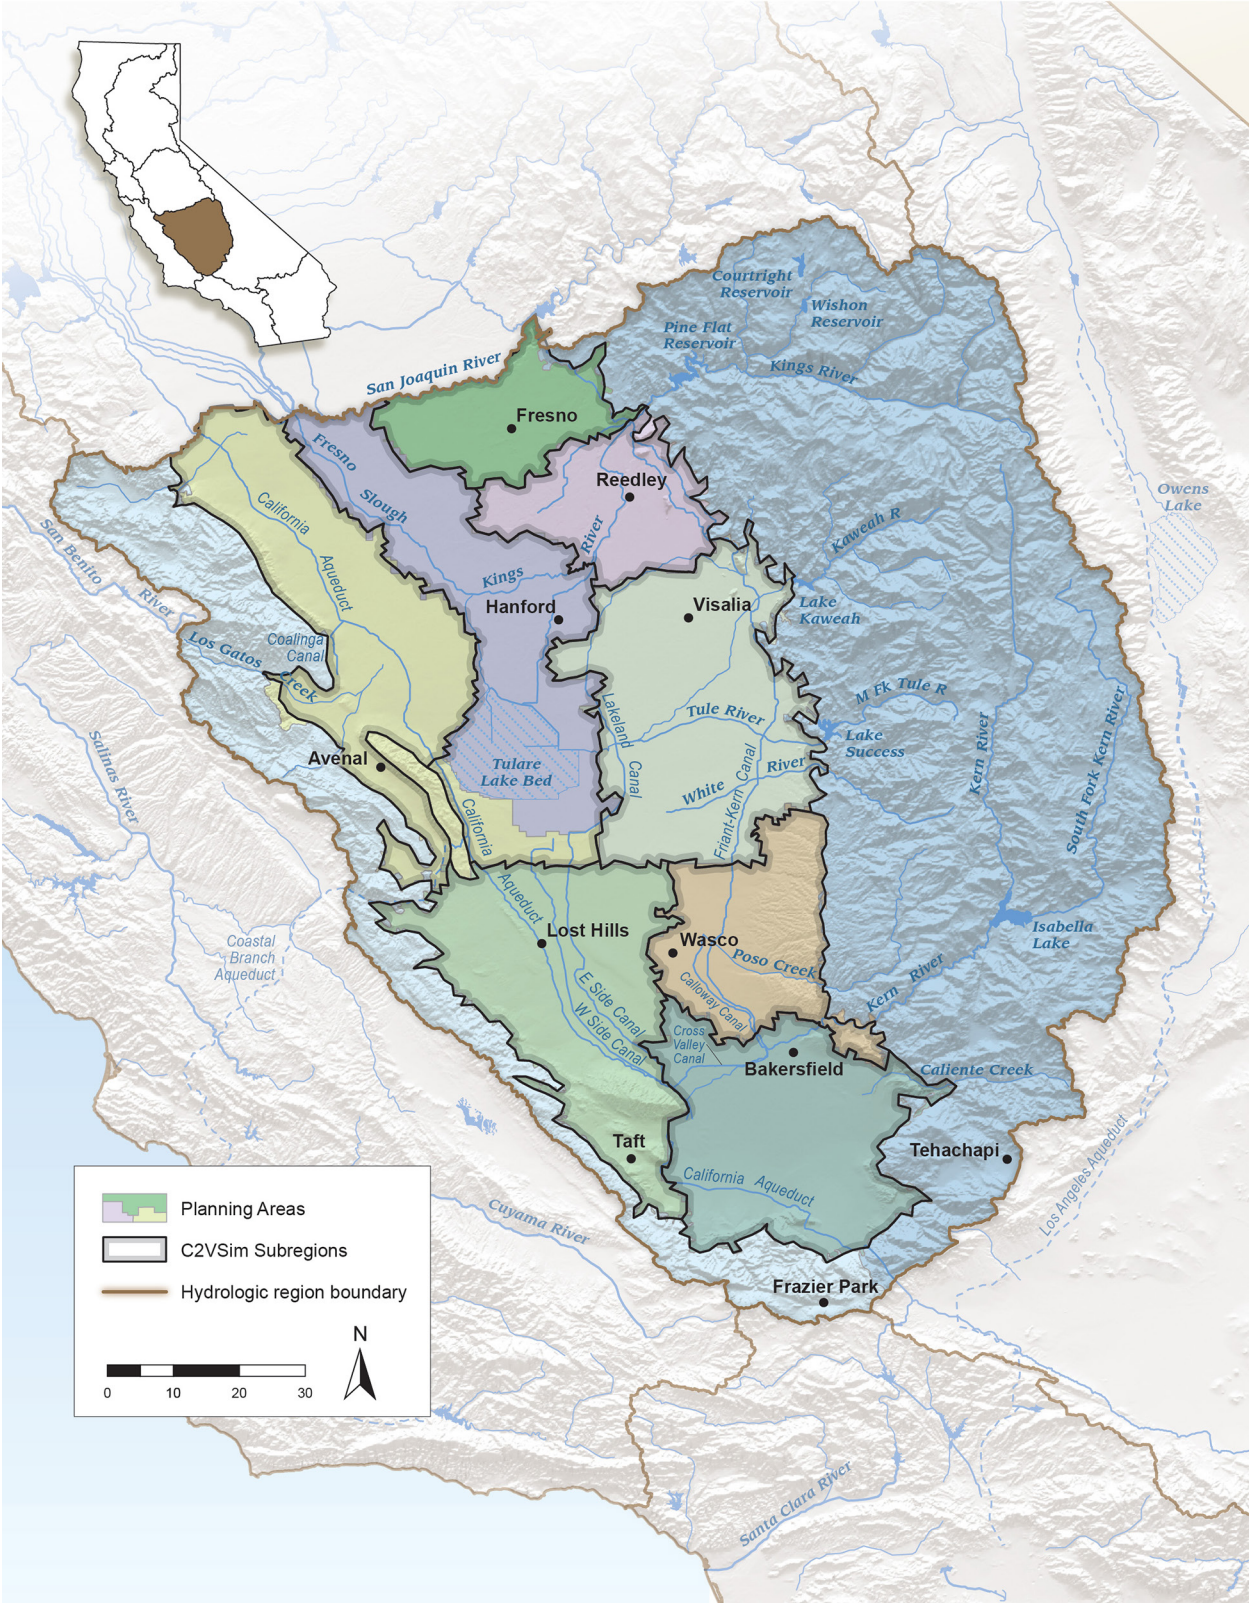 Courtright
Reservoir
Wishon
Reservoir
Pine Flat
Reservoir
Kings River
San Joaquin River
Fresno
Fresno
Slough
Reedley
Owens
Lake
California
Aqueduct
San Benito
River
Kaweah R
River
Kings
Hanford
Visalia
Lake
Kaweah
Coalinga
Canal
Los Gatos
Creek
M Fk Tule R
Lakeland
Canal
Tule River
Lake
Success
Kern River
South Fork Kern River
Salinas River
Avenal
Tulare
Lake Bed
White
River
Friant-Kern Canal
California
Aqueduct
Lost Hills
Wasco
Isabella
Lake
Coastal
Branch
Aqueduct
Poso Creek
Kern River
E Side Canal
W Side Canal
Calloway Canal
Cross
Valley
Canal
Bakersfield
Caliente Creek
Taft
Tehachapi
California Aqueduct
Los Angeles Aqueduct
Cuyama River
Frazier Park
Planning Areas
C2VSim Subregions
Hydrologic region boundary
N
0 10 20 30
Santa Clara River